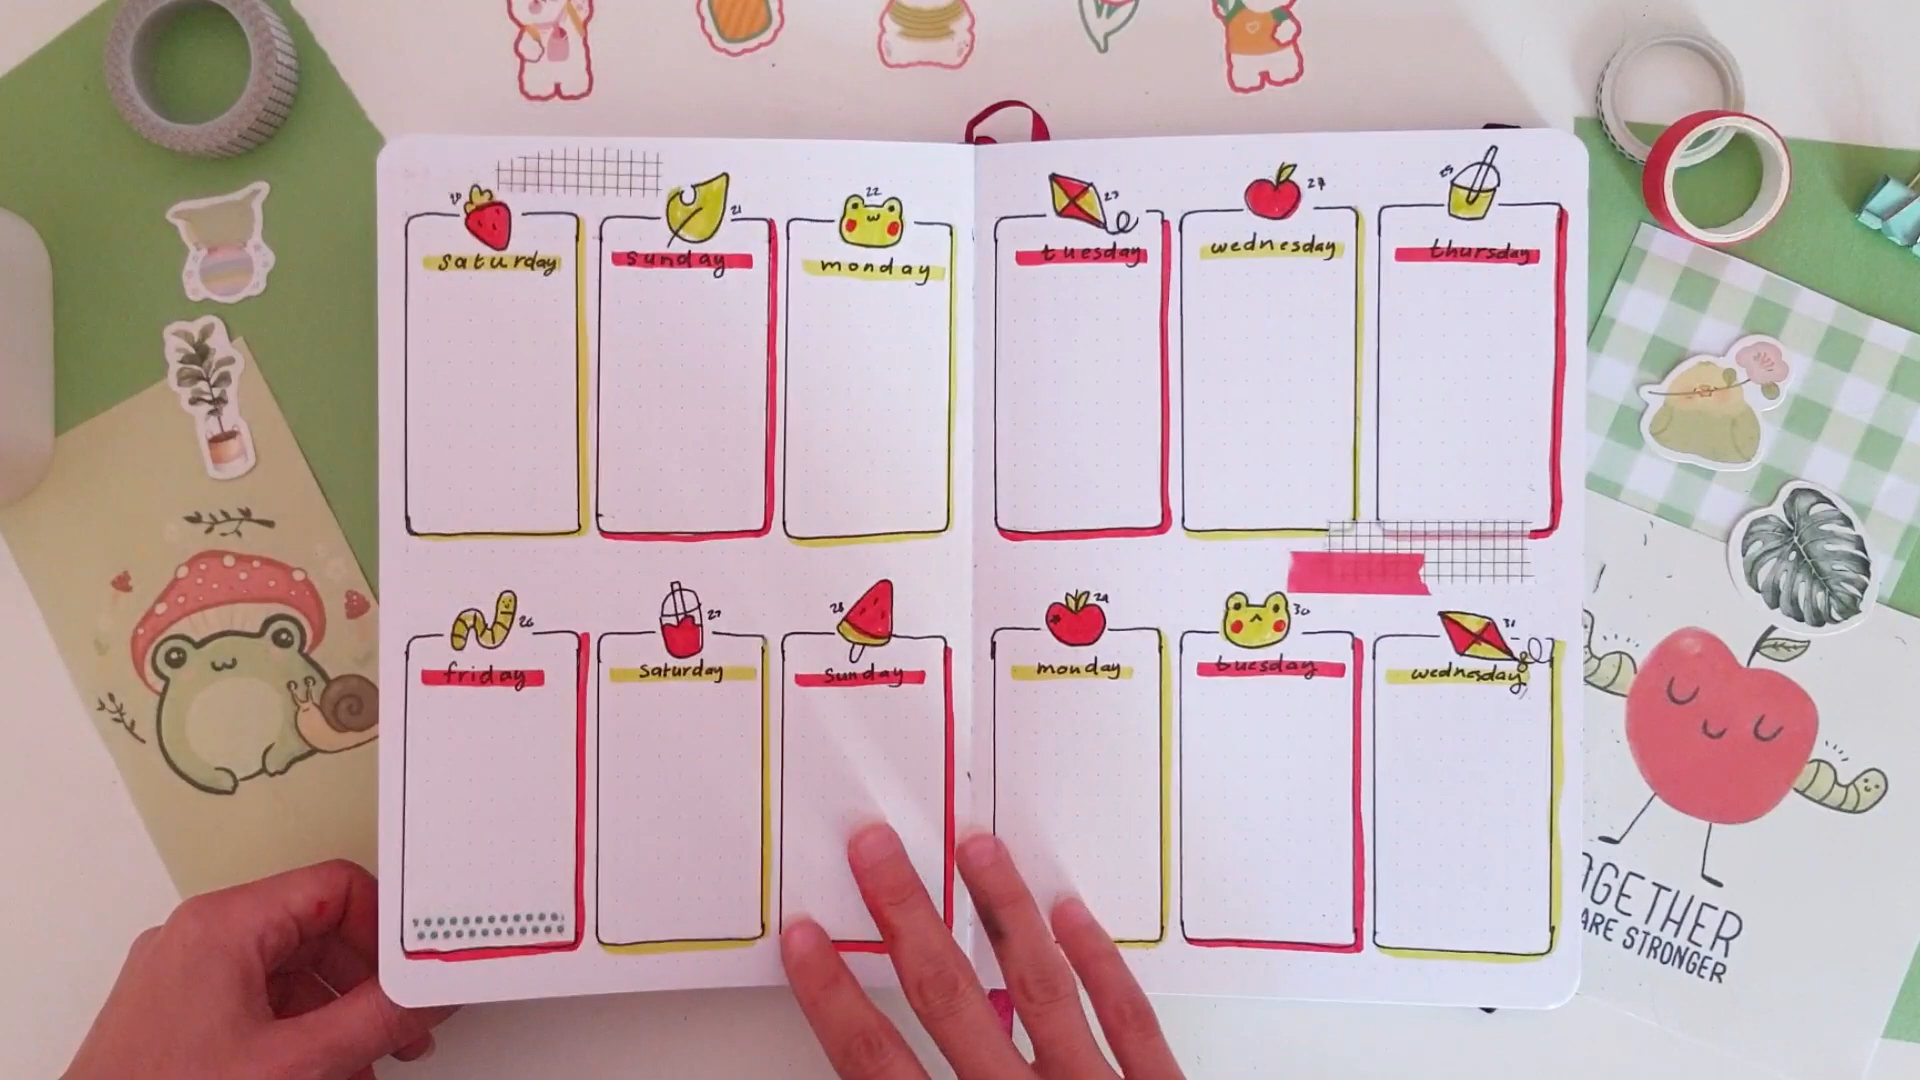 20
saturday
21
sunday
22
monday
23
tuesday
24
wednesday
25
thursday
26
friday
27
saturday
28
sunday
29
monday
30
tuesday
31
wednesday
OGETHER
ARE STRONGER